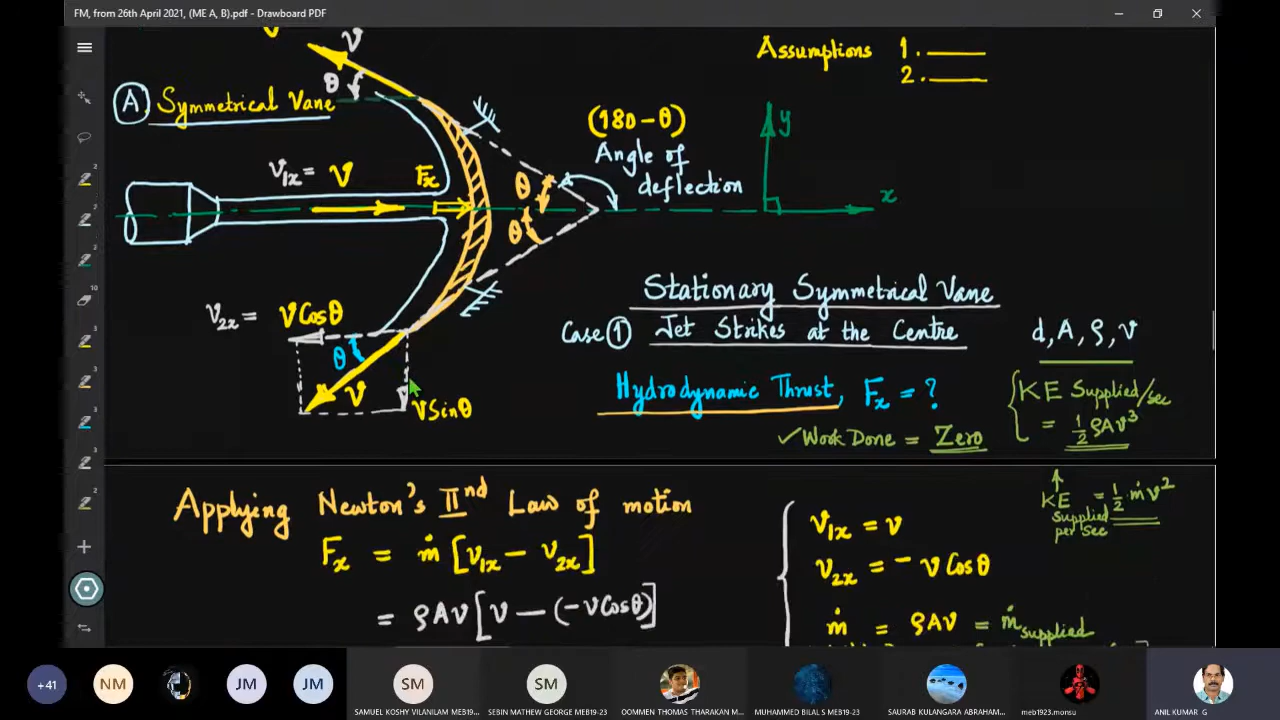 FM, from 26th April 2021, (ME A, B).pdf - Drawboard PDF
V
Assumptions 1. ____
2. ____
θ
(A) Symmetrical Vane
(180 - θ)
Angle of
deflection
y
x
V1x = V
Fx
θ
θ
V2x = V Cosθ
θ
V
V Sinθ
Stationary Symmetrical Vane
Case ① Jet Strikes at the Centre
d, A, ρ, V
Hydrodynamic Thrust, Fx = ?
✓ Work Done = Zero
KE Supplied/sec
= 1/2 ρAV³
Applying Newton's IInd Law of motion
Fx = ṁ [V1x - V2x]
= ρAV [V - (-V Cosθ)]
V1x = V
V2x = - V Cosθ
ṁ = ρAV = ṁ supplied
KE = 1/2 ṁV²
Supplied
per Sec
+41
NM
JM
JM
SM
SM
SAMUEL KOSHY VILANILAM MEB19...
SEBIN MATHEW GEORGE MEB19-23
OOMMEN THOMAS THARAKAN M...
MUHAMMED BILAL S MEB19-23
SAURAB KULANGARA ABRAHAM...
meb1923.monsu
ANIL KUMAR G